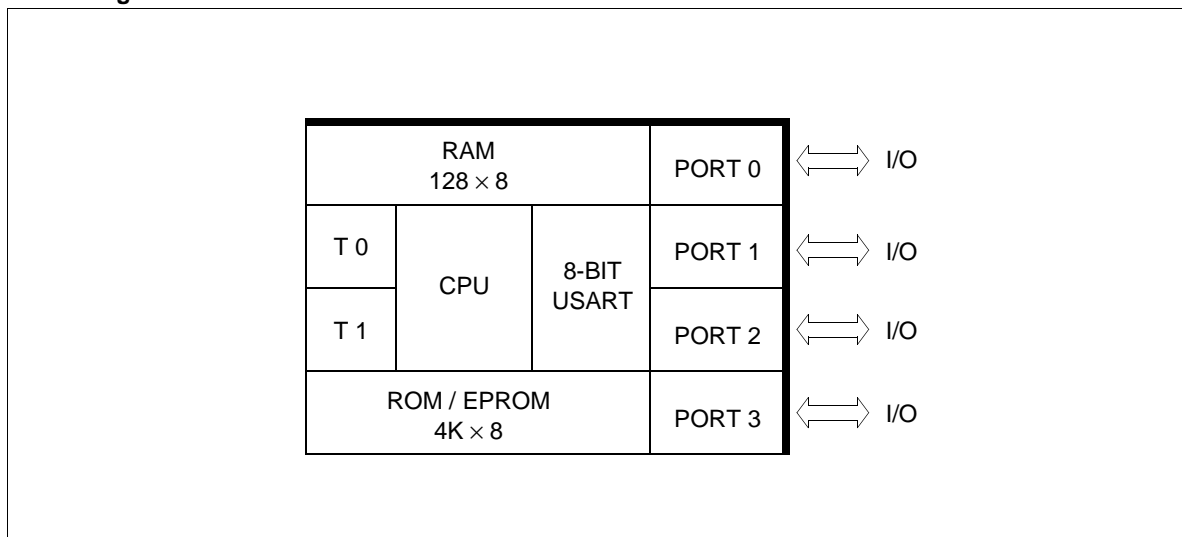 RAM
128 × 8
PORT 0
I/O
T 0
CPU
8-BIT
USART
PORT 1
I/O
T 1
PORT 2
I/O
ROM / EPROM
4K × 8
PORT 3
I/O